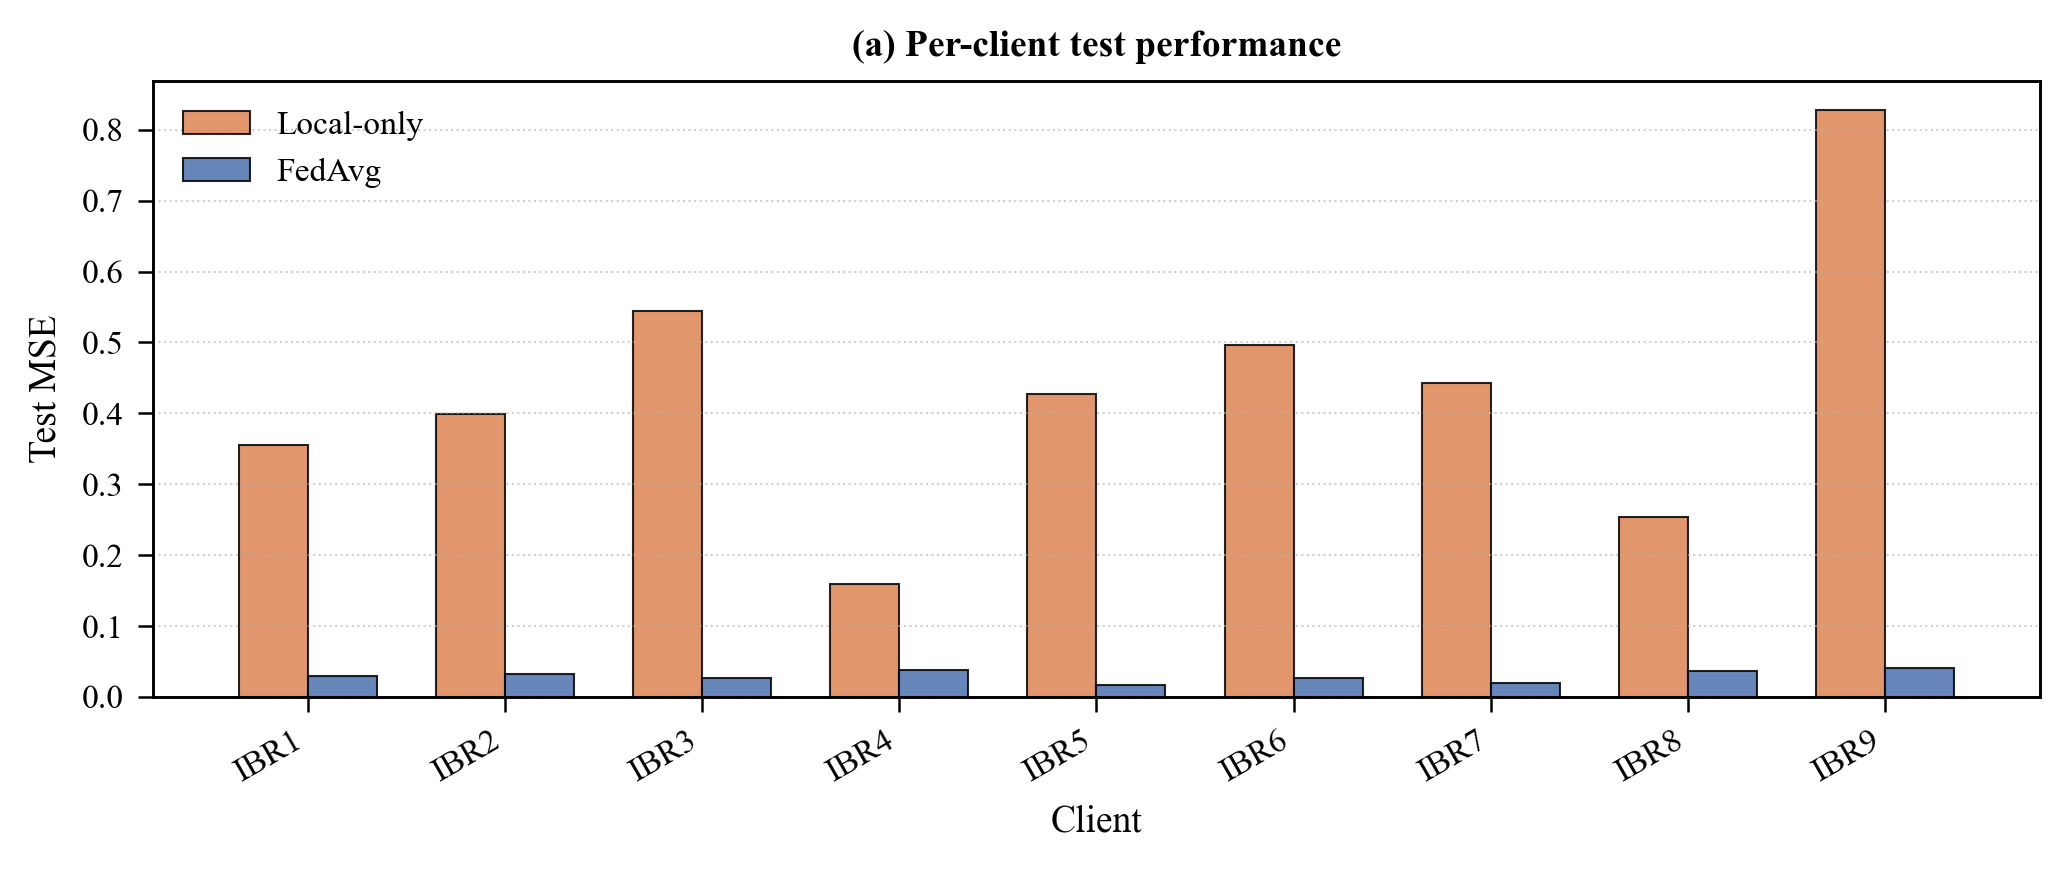 (a) Per-client test performance
Local-only
FedAvg
Test MSE
0.8
0.7
0.6
0.5
0.4
0.3
0.2
0.1
0.0
IBR1 IBR2 IBR3 IBR4 IBR5 IBR6 IBR7 IBR8 IBR9
Client